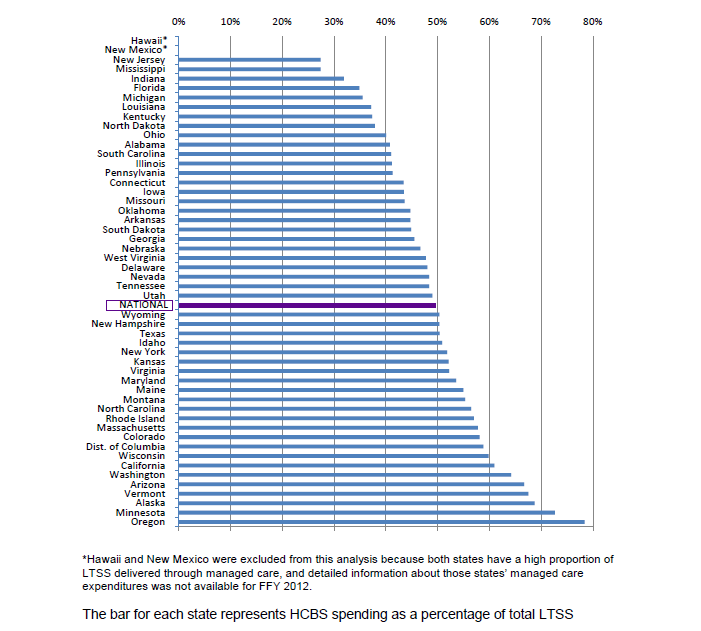 0% 10% 20% 30% 40% 50% 60% 70% 80%
Hawaii*
New Mexico*
New Jersey
Mississippi
Indiana
Florida
Michigan
Louisiana
Kentucky
North Dakota
Ohio
Alabama
South Carolina
Illinois
Pennsylvania
Connecticut
Iowa
Missouri
Oklahoma
Arkansas
South Dakota
Georgia
Nebraska
West Virginia
Delaware
Nevada
Tennessee
Utah
NATIONAL
Wyoming
New Hampshire
Texas
Idaho
New York
Kansas
Virginia
Maryland
Maine
Montana
North Carolina
Rhode Island
Massachusetts
Colorado
Dist. of Columbia
Wisconsin
California
Washington
Arizona
Vermont
Alaska
Minnesota
Oregon
*Hawaii and New Mexico were excluded from this analysis because both states have a high proportion of
LTSS delivered through managed care, and detailed information about those states' managed care
expenditures was not available for FFY 2012.
The bar for each state represents HCBS spending as a percentage of total LTSS